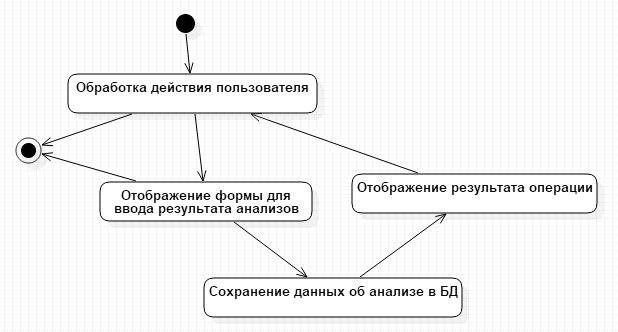 Обработка действия пользователя
Отображение формы для
ввода результата анализов
Отображение результата операции
Сохранение данных об анализе в БД